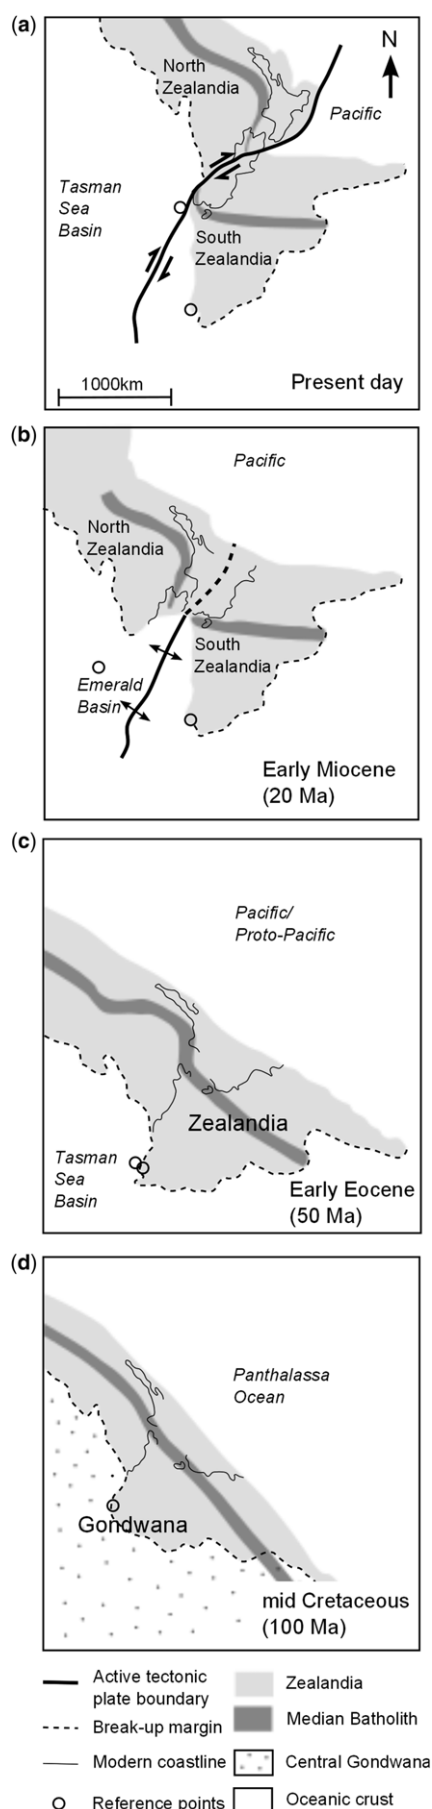 (a)
N
North
Zealandia
Pacific
Tasman
Sea
Basin
South
Zealandia
1000km
Present day
(b)
Pacific
North
Zealandia
South
Zealandia
Emerald
Basin
Early Miocene
(20 Ma)
(c)
Pacific/
Proto-Pacific
Zealandia
Tasman
Sea
Basin
Early Eocene
(50 Ma)
(d)
Panthalassa
Ocean
Gondwana
mid Cretaceous
(100 Ma)
Active tectonic
plate boundary
Zealandia
Break-up margin
Median Batholith
Modern coastline
Central Gondwana
Reference points
Oceanic crust